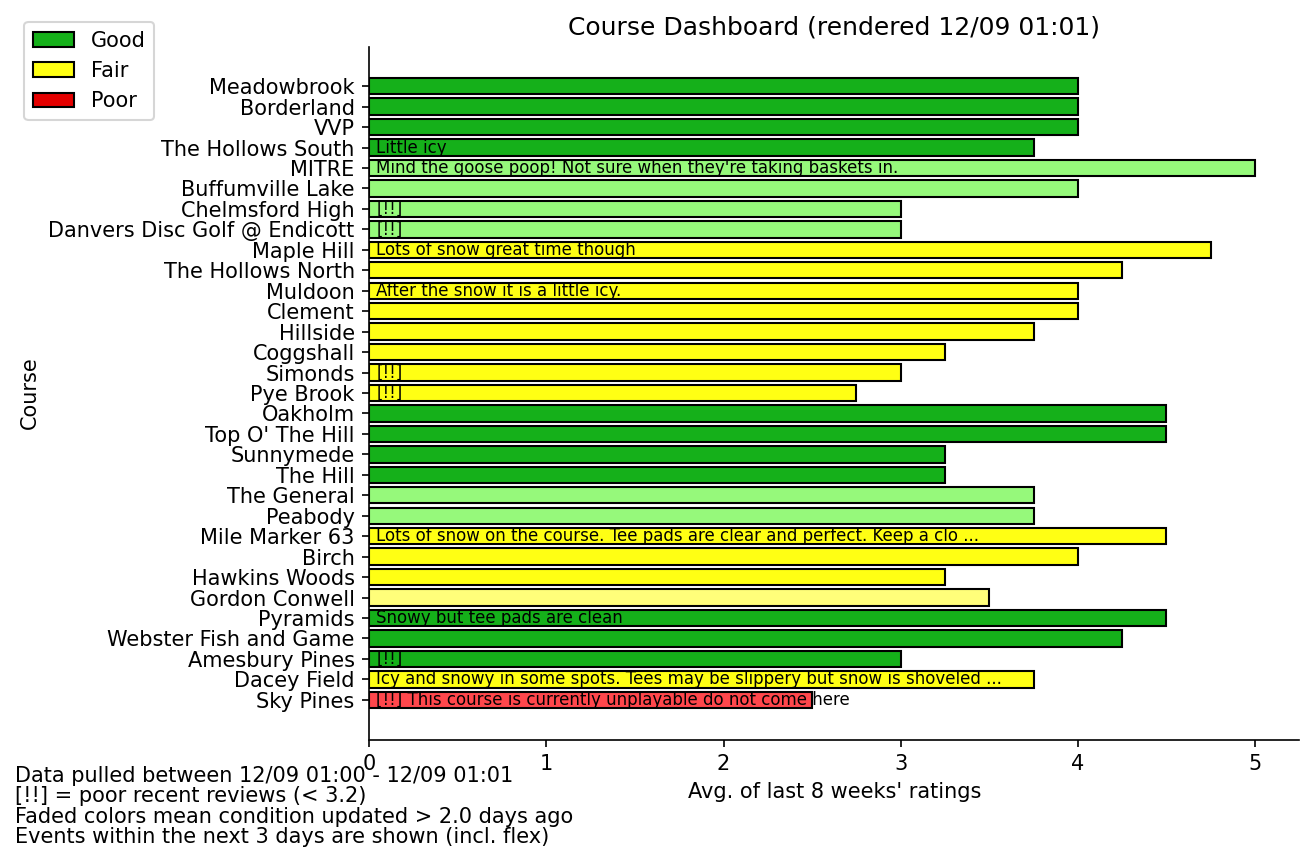 Course Dashboard (rendered 12/09 01:01)
Good
Fair
Poor
Course
Meadowbrook
Borderland
VVP
The Hollows South Little icy
MITRE Mind the goose poop! Not sure when they're taking baskets in.
Buffumville Lake
Chelmsford High [!!]
Danvers Disc Golf @ Endicott [!!]
Maple Hill Lots of snow great time though
The Hollows North
Muldoon After the snow it is a little icy.
Clement
Hillside
Coggshall
Simonds [!!]
Pye Brook [!!]
Oakholm
Top O' The Hill
Sunnymede
The Hill
The General
Peabody
Mile Marker 63 Lots of snow on the course. Tee pads are clear and perfect. Keep a clo ...
Birch
Hawkins Woods
Gordon Conwell
Pyramids Snowy but tee pads are clean
Webster Fish and Game
Amesbury Pines [!!]
Dacey Field Icy and snowy in some spots. Tees may be slippery but snow is shoveled ...
Sky Pines [!!] This course is currently unplayable do not come here
0 1 2 3 4 5
Avg. of last 8 weeks' ratings
Data pulled between 12/09 01:00 - 12/09 01:01
[!!] = poor recent reviews (< 3.2)
Faded colors mean condition updated > 2.0 days ago
Events within the next 3 days are shown (incl. flex)